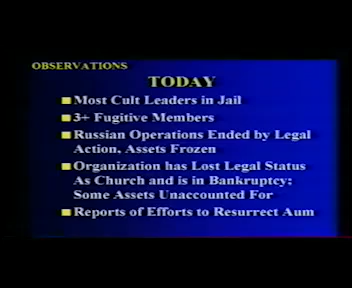 OBSERVATIONS
TODAY
Most Cult Leaders in Jail
3+ Fugitive Members
Russian Operations Ended by Legal
Action, Assets Frozen
Organization has Lost Legal Status
As Church and is in Bankruptcy;
Some Assets Unaccounted For
Reports of Efforts to Resurrect Aum